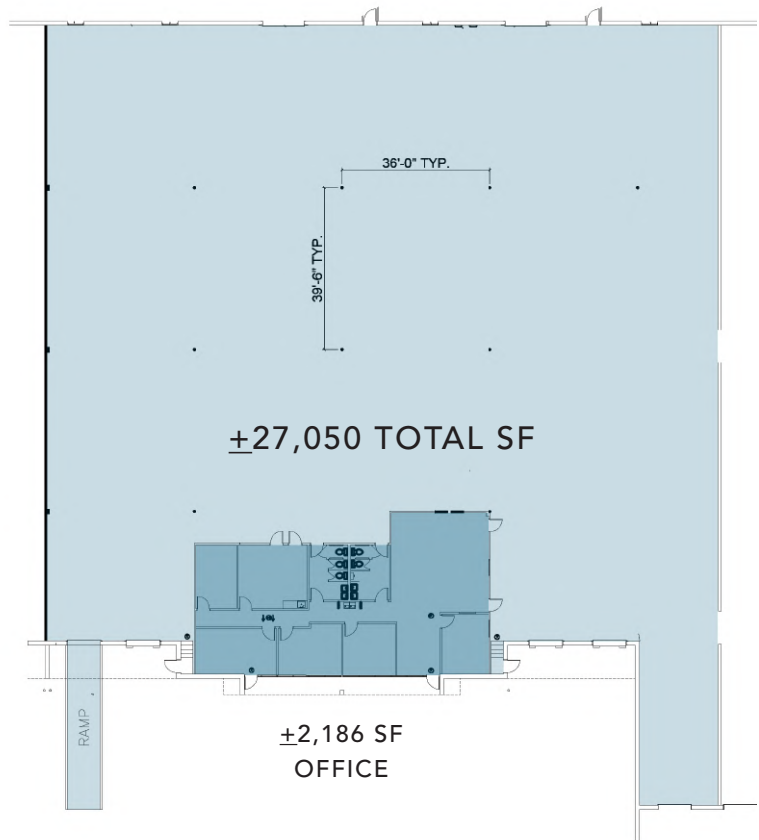 36'-0" TYP.
39'-6" TYP.
±27,050 TOTAL SF
RAMP
±2,186 SF
OFFICE